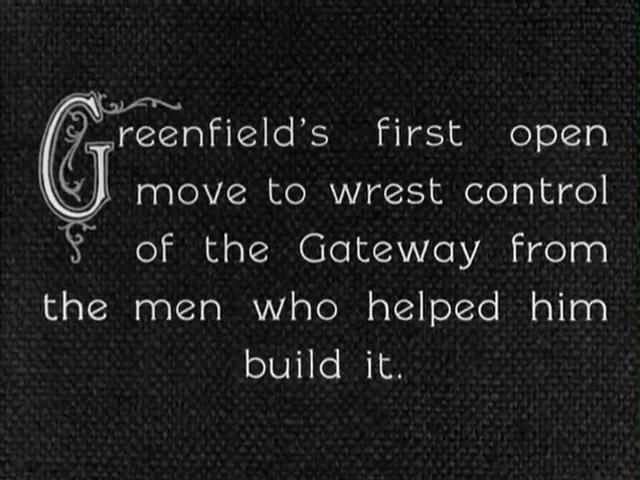 Greenfield's first open
move to wrest control
of the Gateway from
the men who helped him
build it.